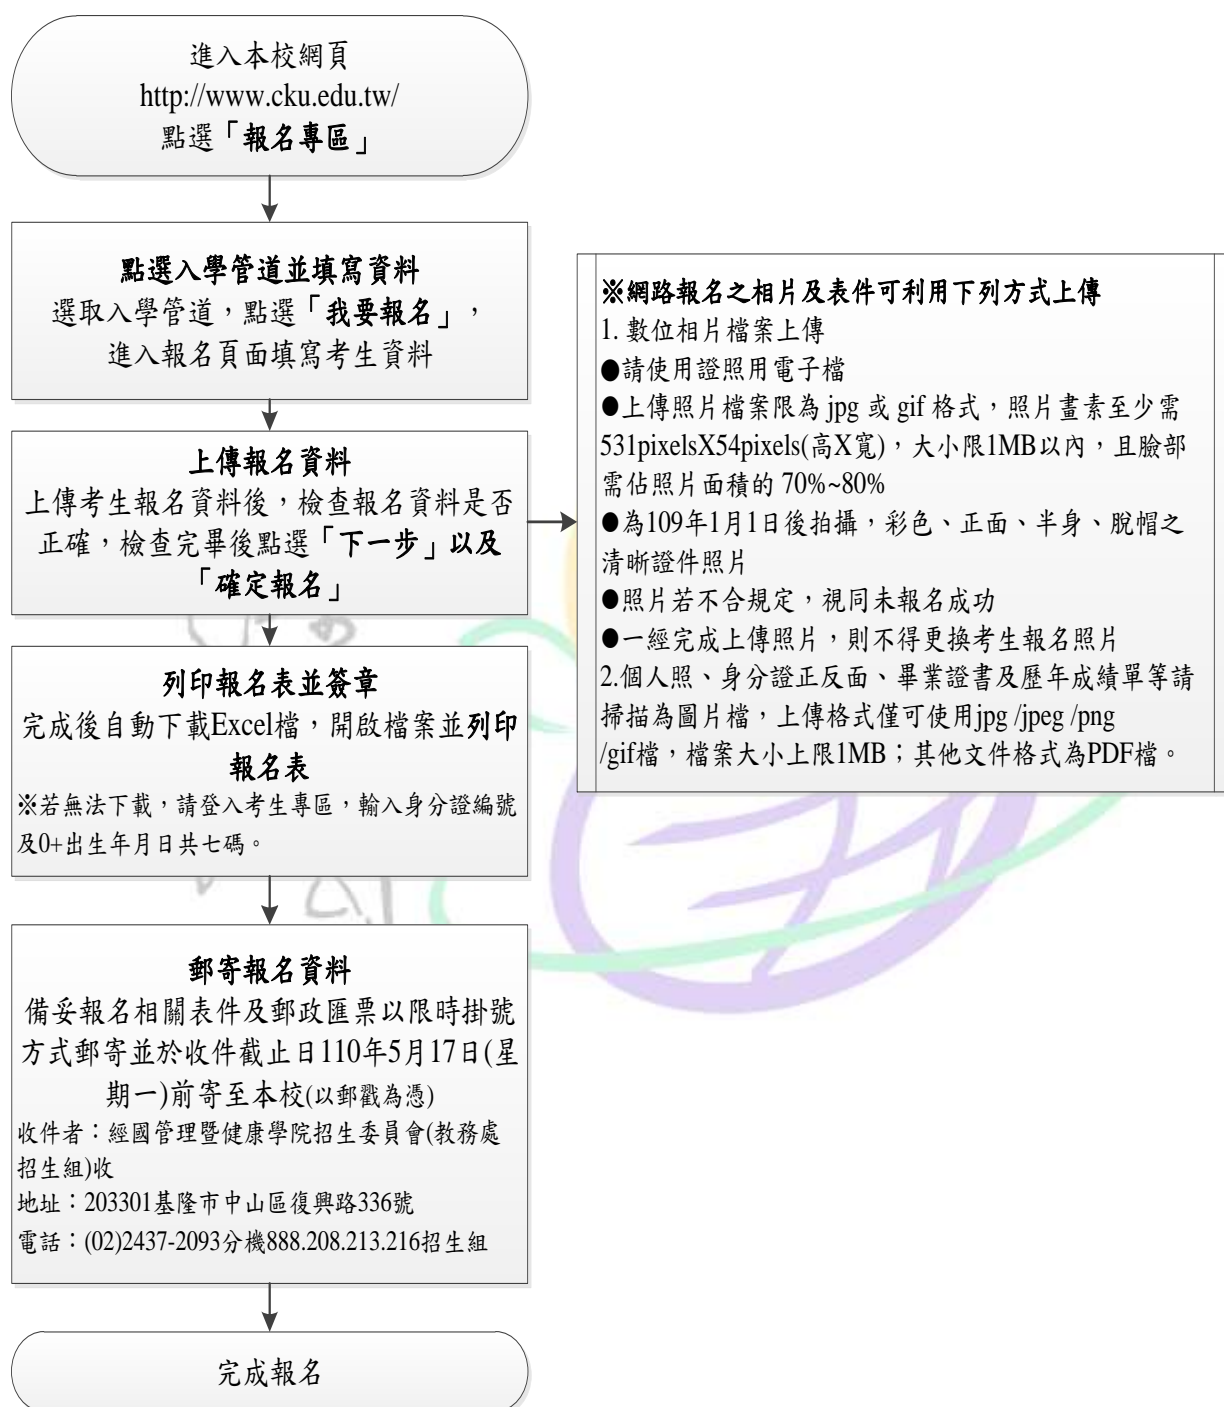 進入本校網頁
http://www.cku.edu.tw/
點選「報名專區」
點選入學管道並填寫資料
選取入學管道，點選「我要報名」，
進入報名頁面填寫考生資料
上傳報名資料
上傳考生報名資料後，檢查報名資料是否
正確，檢查完畢後點選「下一步」以及
「確定報名」
※網路報名之相片及表件可利用下列方式上傳
1. 數位相片檔案上傳
●請使用證照用電子檔
●上傳照片檔案限為 jpg 或 gif 格式，照片畫素至少需
531pixelsX54pixels(高X寬)，大小限1MB以內，且臉部
需佔照片面積的 70%~80%
●為109年1月1日後拍攝，彩色、正面、半身、脫帽之
清晰證件照片
●照片若不合規定，視同未報名成功
●一經完成上傳照片，則不得更換考生報名照片
2.個人照、身分證正反面、畢業證書及歷年成績單等請
掃描為圖片檔，上傳格式僅可使用jpg /jpeg /png
/gif檔，檔案大小上限1MB；其他文件格式為PDF檔。
列印報名表並簽章
完成後自動下載Excel檔，開啟檔案並列印
報名表
※若無法下載，請登入考生專區，輸入身分證編號
及0+出生年月日共七碼。
郵寄報名資料
備妥報名相關表件及郵政匯票以限時掛號
方式郵寄並於收件截止日110年5月17日(星
期一)前寄至本校(以郵戳為憑)
收件者：經國管理暨健康學院招生委員會(教務處
招生組)收
地址：203301基隆市中山區復興路336號
電話：(02)2437-2093分機888.208.213.216招生組
完成報名